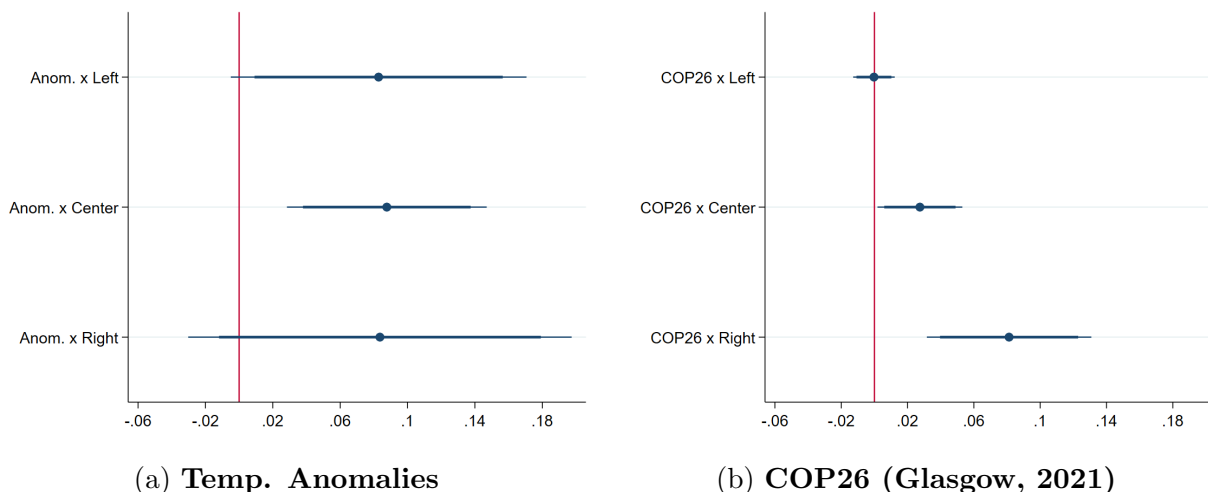 Anom. x Left
Anom. x Center
Anom. x Right
-.06 -.02 .02 .06 .1 .14 .18
(a) Temp. Anomalies
COP26 x Left
COP26 x Center
COP26 x Right
-.06 -.02 .02 .06 .1 .14 .18
(b) COP26 (Glasgow, 2021)